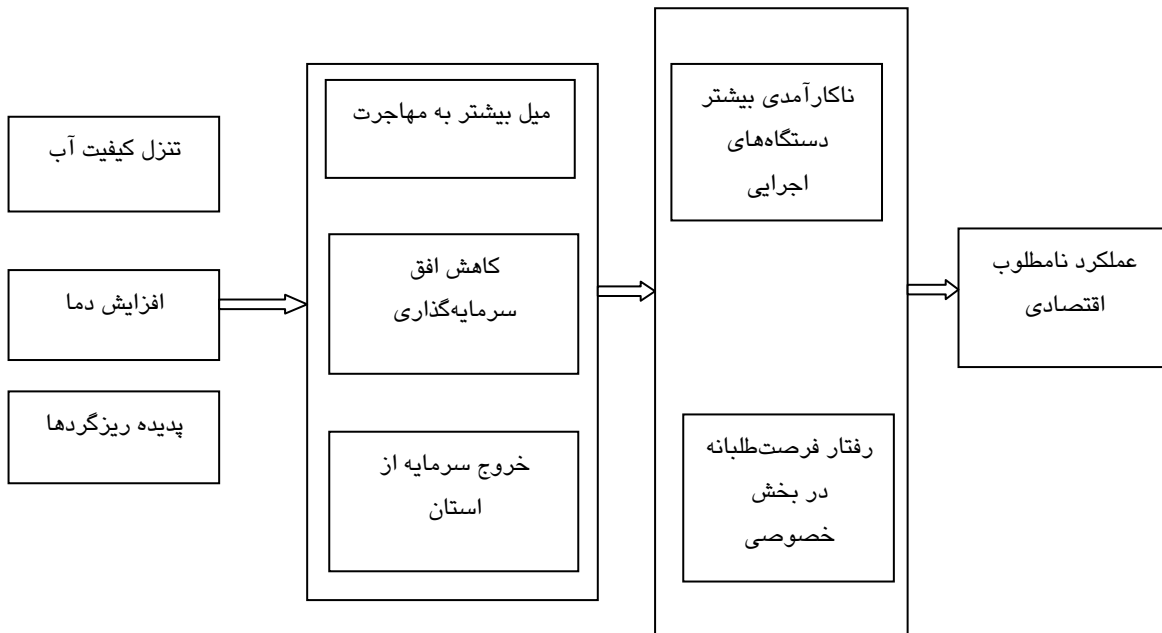 تنزل کیفیت آب
افزایش دما
پدیده ریزگردها
میل بیشتر به مهاجرت
کاهش افق
سرمایه‌گذاری
خروج سرمایه از
استان
ناکارآمدی بیشتر
دستگاه‌های
اجرایی
رفتار فرصت‌طلبانه
در بخش
خصوصی
عملکرد نامطلوب
اقتصادی